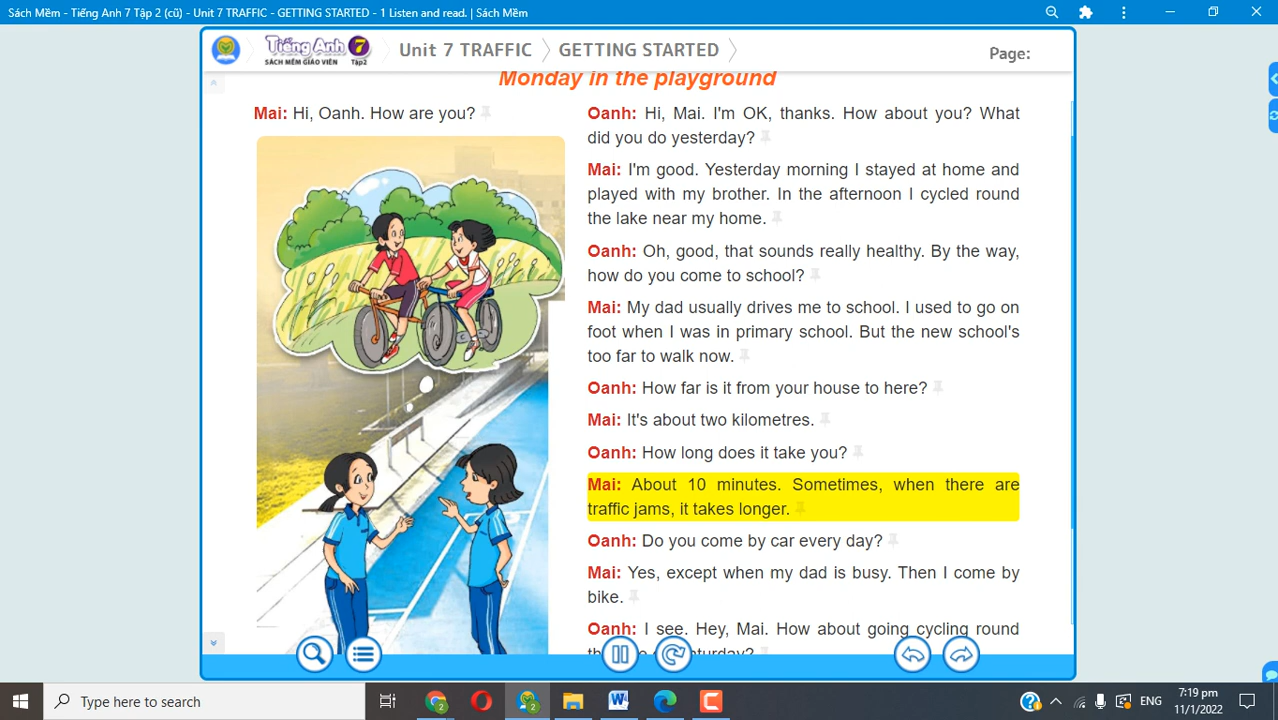 Sách Mềm - Tiếng Anh 7 Tập 2 (cũ) - Unit 7 TRAFFIC - GETTING STARTED - 1 Listen and read. | Sách Mềm
Tiếng Anh 7
SÁCH MỀM GIÁO VIÊN Tập2
Unit 7 TRAFFIC
GETTING STARTED
Page:
Monday in the playground
Mai: Hi, Oanh. How are you?
Oanh: Hi, Mai. I'm OK, thanks. How about you? What
did you do yesterday?
Mai: I'm good. Yesterday morning I stayed at home and
played with my brother. In the afternoon I cycled round
the lake near my home.
Oanh: Oh, good, that sounds really healthy. By the way,
how do you come to school?
Mai: My dad usually drives me to school. I used to go on
foot when I was in primary school. But the new school's
too far to walk now.
Oanh: How far is it from your house to here?
Mai: It's about two kilometres.
Oanh: How long does it take you?
Mai: About 10 minutes. Sometimes, when there are
traffic jams, it takes longer.
Oanh: Do you come by car every day?
Mai: Yes, except when my dad is busy. Then I come by
bike.
Oanh: I see. Hey, Mai. How about going cycling round
Type here to search
ENG
7:19 pm
11/1/2022